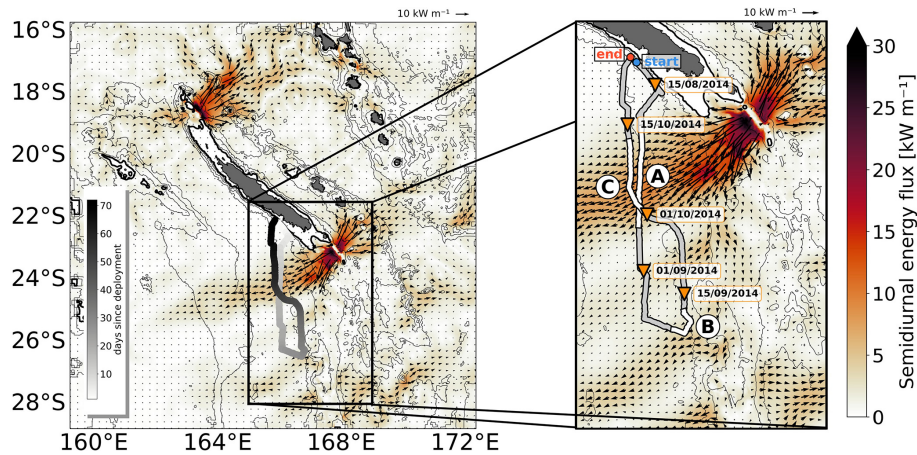 10 kW m⁻¹
10 kW m⁻¹
16°S
18°S
20°S
22°S
24°S
26°S
28°S
160°E
164°E
168°E
172°E
70
60
50
40
30
20
10
days since deployment
end
start
15/08/2014
15/10/2014
C
A
01/10/2014
01/09/2014
15/09/2014
B
30
25
20
15
10
5
0
Semidiurnal energy flux [kW m⁻¹]